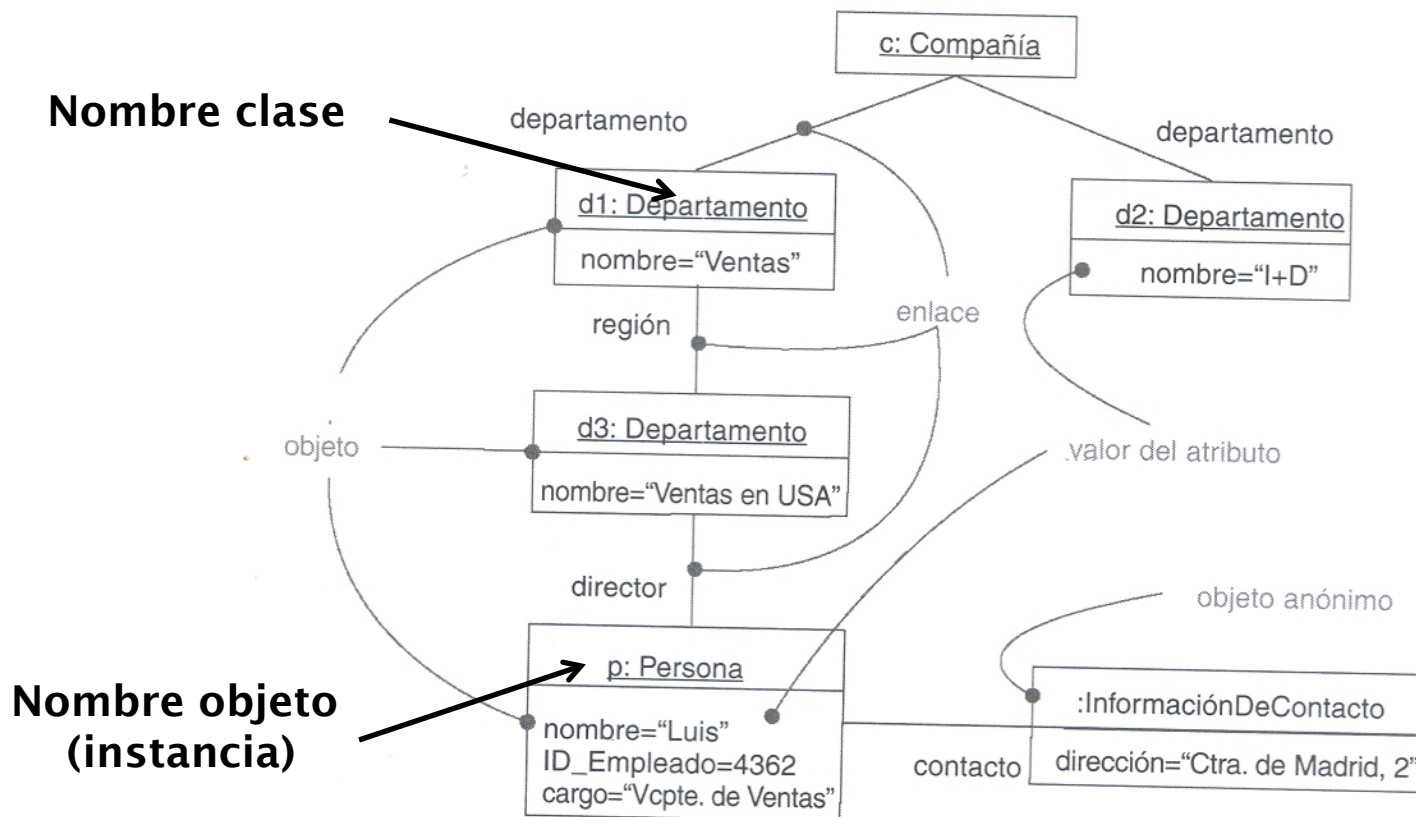 c: Compañía
Nombre clase
departamento
departamento
d1: Departamento
nombre=“Ventas”
d2: Departamento
nombre=“I+D”
enlace
región
objeto
d3: Departamento
nombre=“Ventas en USA”
.valor del atributo
director
objeto anónimo
Nombre objeto
(instancia)
p: Persona
nombre=“Luis”
ID_Empleado=4362
cargo=“Vcpte. de Ventas”
contacto
:InformaciónDeContacto
dirección=“Ctra. de Madrid, 2”